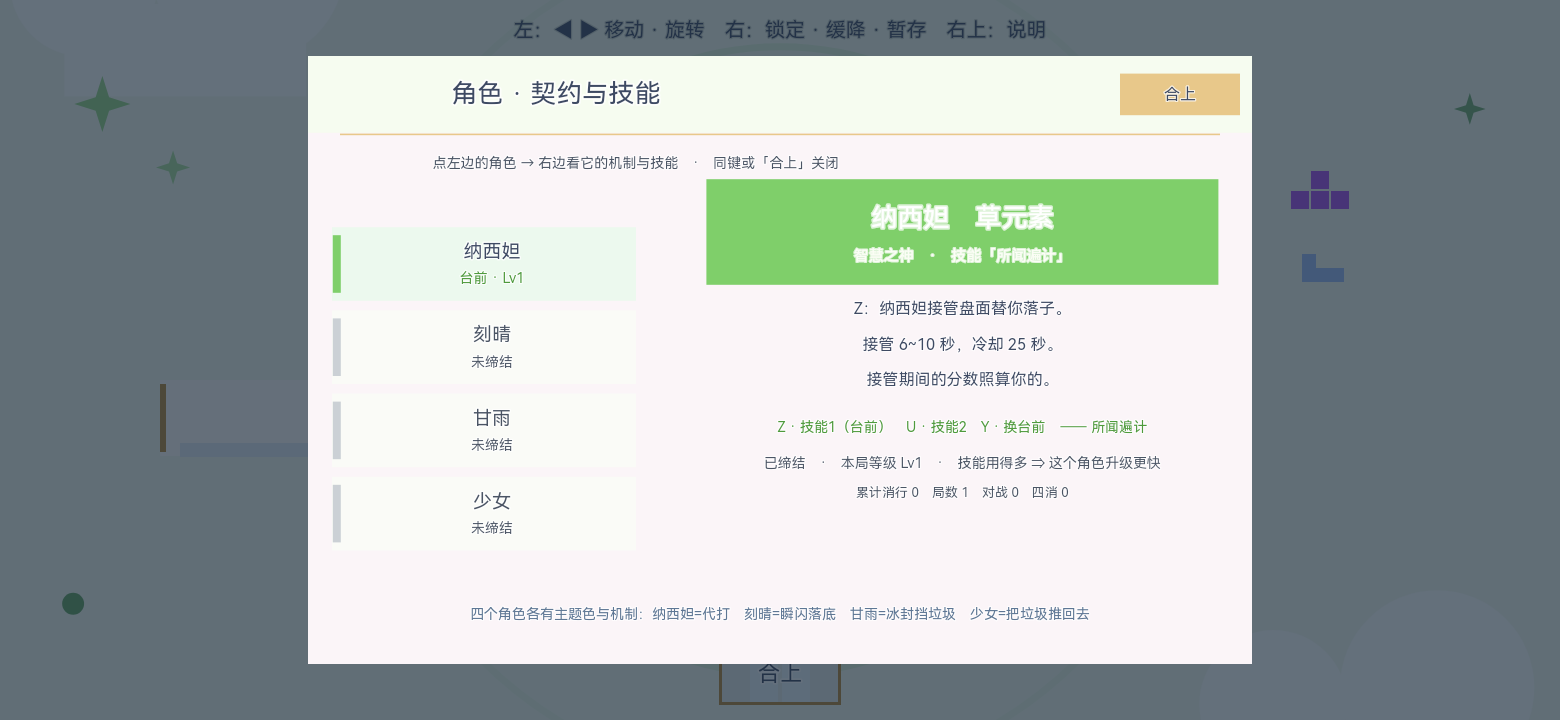 左：◀ ▶ 移动 · 旋转　右：锁定 · 缓降 · 暂存　右上：说明
角色 · 契约与技能
合上
点左边的角色 → 右边看它的机制与技能　·　同键或「合上」关闭
纳西妲
台前 · Lv1
刻晴
未缔结
甘雨
未缔结
少女
未缔结
纳西妲　草元素
智慧之神　·　技能「所闻遍计」
Z：纳西妲接管盘面替你落子。
接管 6~10 秒，冷却 25 秒。
接管期间的分数照算你的。
Z · 技能1（台前）　U · 技能2　Y · 换台前　—— 所闻遍计
已缔结　·　本局等级 Lv1　·　技能用得多 ⇒ 这个角色升级更快
累计消行 0　局数 1　对战 0　四消 0
四个角色各有主题色与机制：纳西妲=代打　刻晴=瞬闪落底　甘雨=冰封挡垃圾　少女=把垃圾推回去
合上